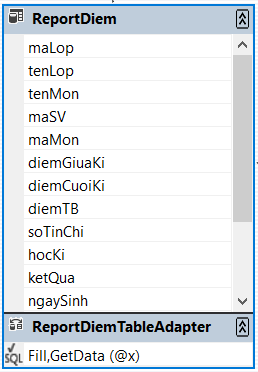 ReportDiem
maLop
tenLop
tenMon
maSV
maMon
diemGiuaKi
diemCuoiKi
diemTB
soTinChi
hocKi
ketQua
ngaySinh
ReportDiemTableAdapter
SQL Fill,GetData (@x)